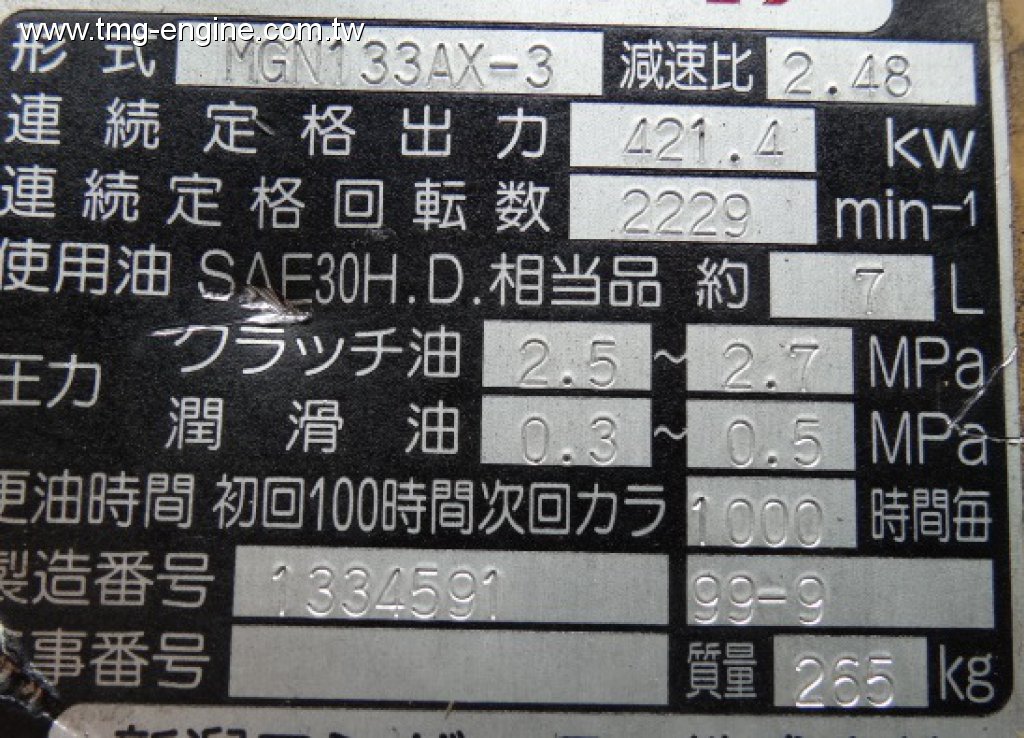 www.tmg-engine.com.tw
形式 MGN133AX-3 減速比 2.48
連続定格出力 421.4 kw
連続定格回転数 2229 min-1
使用油 SAE30H.D.相当品 約 7 L
圧力 クラッチ油 2.5 ~ 2.7 MPa
潤滑油 0.3 ~ 0.5 MPa
更油時間 初回100時間次回カラ 1000 時間毎
製造番号 1334591 99-9
事番号 質量 265 kg